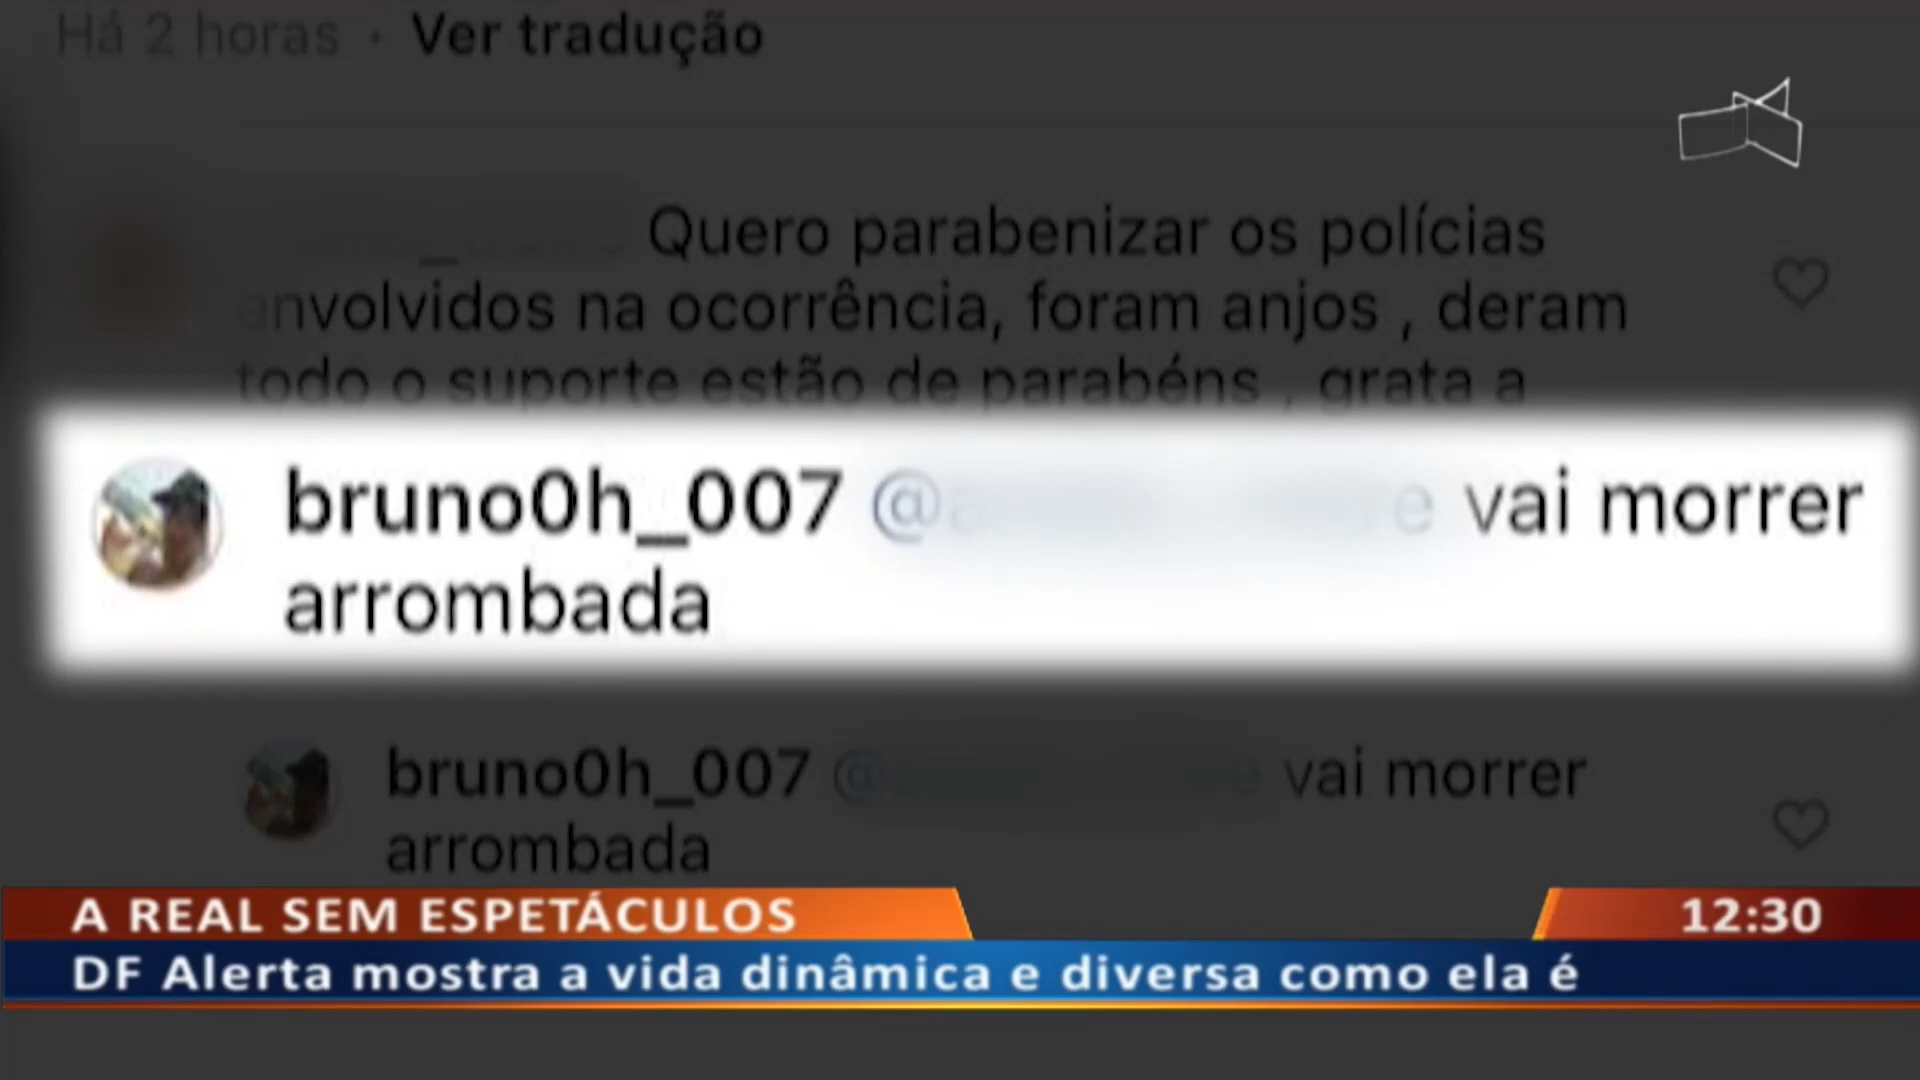 Há 2 horas · Ver tradução
Quero parabenizar os polícias
envolvidos na ocorrência, foram anjos , deram
todo o suporte estão de parabéns , grata a
bruno0h_007 @ vai morrer
arrombada
bruno0h_007 @ vai morrer
arrombada
A REAL SEM ESPETÁCULOS
12:30
DF Alerta mostra a vida dinâmica e diversa como ela é